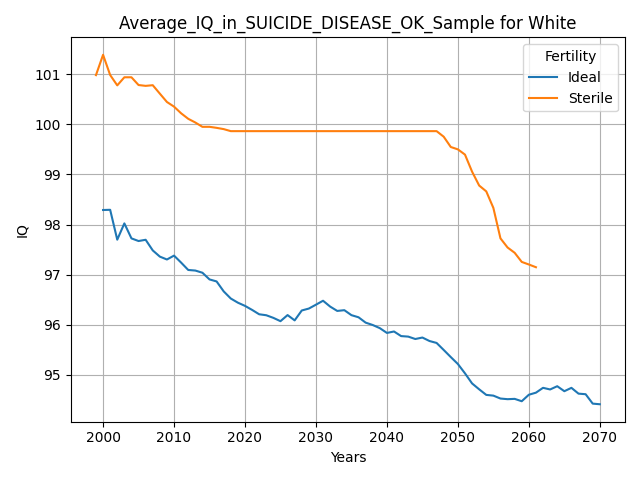 Average_IQ_in_SUICIDE_DISEASE_OK_Sample for White
Fertility
Ideal
Sterile
IQ
101
100
99
98
97
96
95
2000 2010 2020 2030 2040 2050 2060 2070
Years